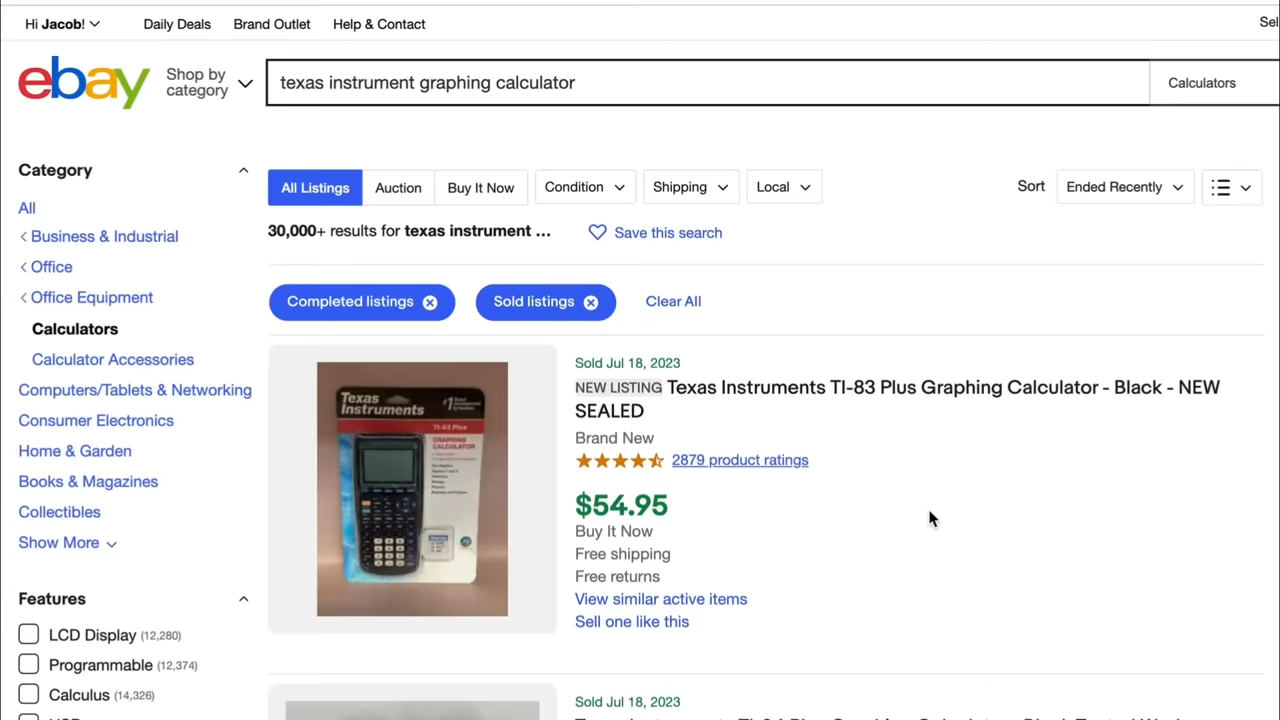 Hi Jacob!
Daily Deals
Brand Outlet
Help & Contact
Sel
ebay
Shop by
category
texas instrument graphing calculator
Calculators
Category
All
Business & Industrial
Office
Office Equipment
Calculators
Calculator Accessories
Computers/Tablets & Networking
Consumer Electronics
Home & Garden
Books & Magazines
Collectibles
Show More
Features
LCD Display (12,280)
Programmable (12,374)
Calculus (14,326)
All Listings
Auction
Buy It Now
Condition
Shipping
Local
Sort
Ended Recently
30,000+ results for texas instrument ...
Save this search
Completed listings
Sold listings
Clear All
Texas
Instruments
#1
TI-83 Plus
GRAPHING
CALCULATOR
Sold Jul 18, 2023
NEW LISTING Texas Instruments TI-83 Plus Graphing Calculator - Black - NEW
SEALED
Brand New
2879 product ratings
$54.95
Buy It Now
Free shipping
Free returns
View similar active items
Sell one like this
Sold Jul 18, 2023